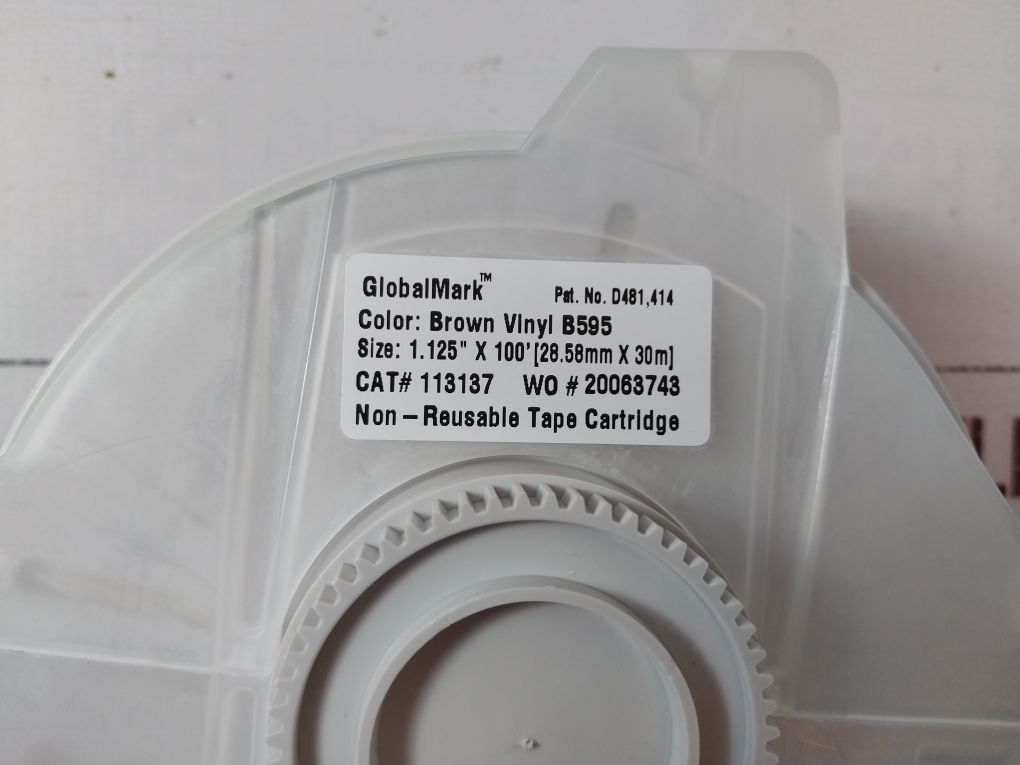 GlobalMark™ Pat. No. D481,414
Color: Brown Vinyl B595
Size: 1.125" X 100' [28.58mm X 30m]
CAT# 113137 WO # 20063743
Non-Reusable Tape Cartridge